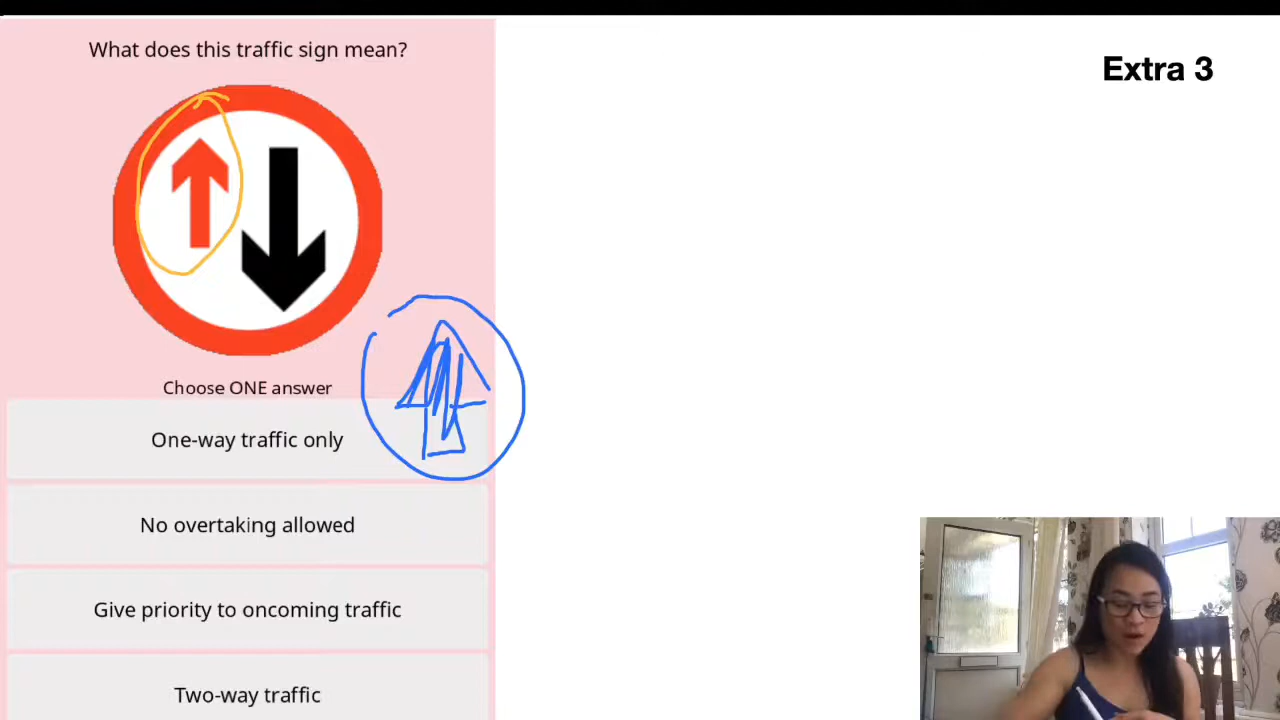 What does this traffic sign mean?
Extra 3
Choose ONE answer
One-way traffic only
No overtaking allowed
Give priority to oncoming traffic
Two-way traffic